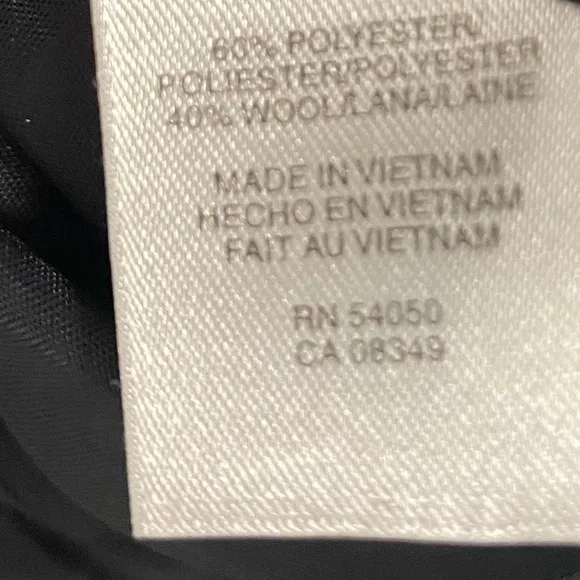 60% POLYESTER/
POLIESTER/POLYESTER
40% WOOL/LANA/LAINE
MADE IN VIETNAM
HECHO EN VIETNAM
FAIT AU VIETNAM
RN 54050
CA 08349